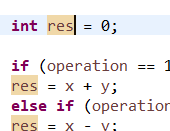 int res = 0;
if (operation == 1
res = x + y;
else if (operation
res = x - y;